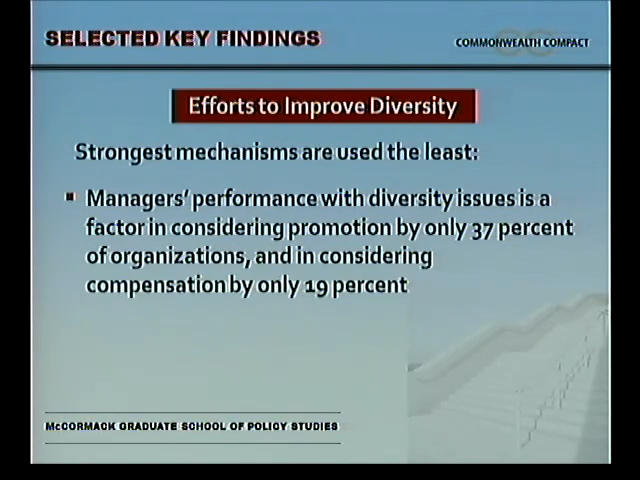 SELECTED KEY FINDINGS
COMMONWEALTH COMPACT
Efforts to Improve Diversity
Strongest mechanisms are used the least:
▪ Managers' performance with diversity issues is a
factor in considering promotion by only 37 percent
of organizations, and in considering
compensation by only 19 percent
McCORMACK GRADUATE SCHOOL OF POLICY STUDIES